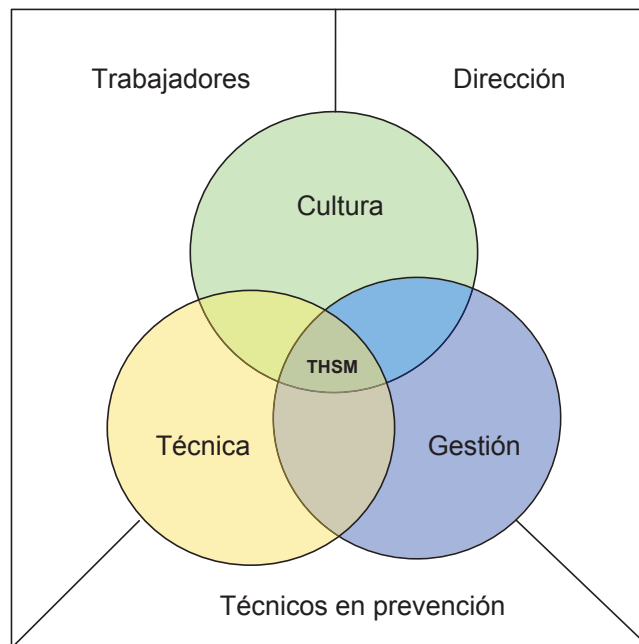 Trabajadores
Dirección
Cultura
THSM
Técnica
Gestión
Técnicos en prevención